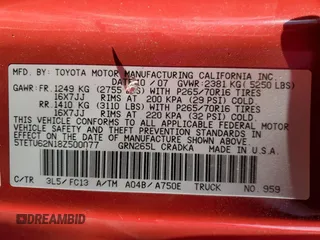 MFD. BY TOYOTA MOTOR MANUFACTURING CALIFORNIA INC.
DATE: 10 / 07 GVWR: 2381 KG ( 5250 LBS)
GAWR: FR. 1249 KG ( 2755 LBS) WITH P265/70R16 TIRES
16X7JJ RIMS AT 200 KPA (29 PSI) COLD
RR. 1410 KG (3110 LBS) WITH P265/70R16 TIRES
16X7JJ RIMS AT 220 KPA (32 PSI) COLD
THIS VEHICLE CONFORMS TO ALL APPLICABLE FEDERAL MOTOR VEHICLE
SAFETY AND THEFT PREVENTION STANDARDS IN EFFECT ON THE DATE
OF MANUFACTURE SHOWN ABOVE.
5TETU62N18Z500077 GRN265L CRADKA
MADE IN U.S.A.
C/TR 3L5/ FC13 A/TM A04B/ A750E TRUCK NO. 959
DREAMBID